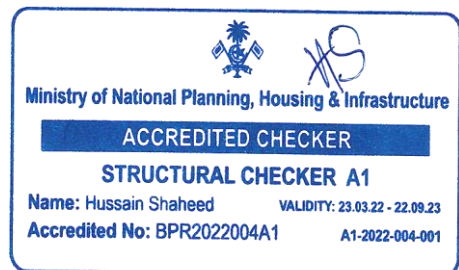 HS
Ministry of National Planning, Housing & Infrastructure
ACCREDITED CHECKER
STRUCTURAL CHECKER A1
Name: Hussain Shaheed VALIDITY: 23.03.22 - 22.09.23
Accredited No: BPR2022004A1 A1-2022-004-001